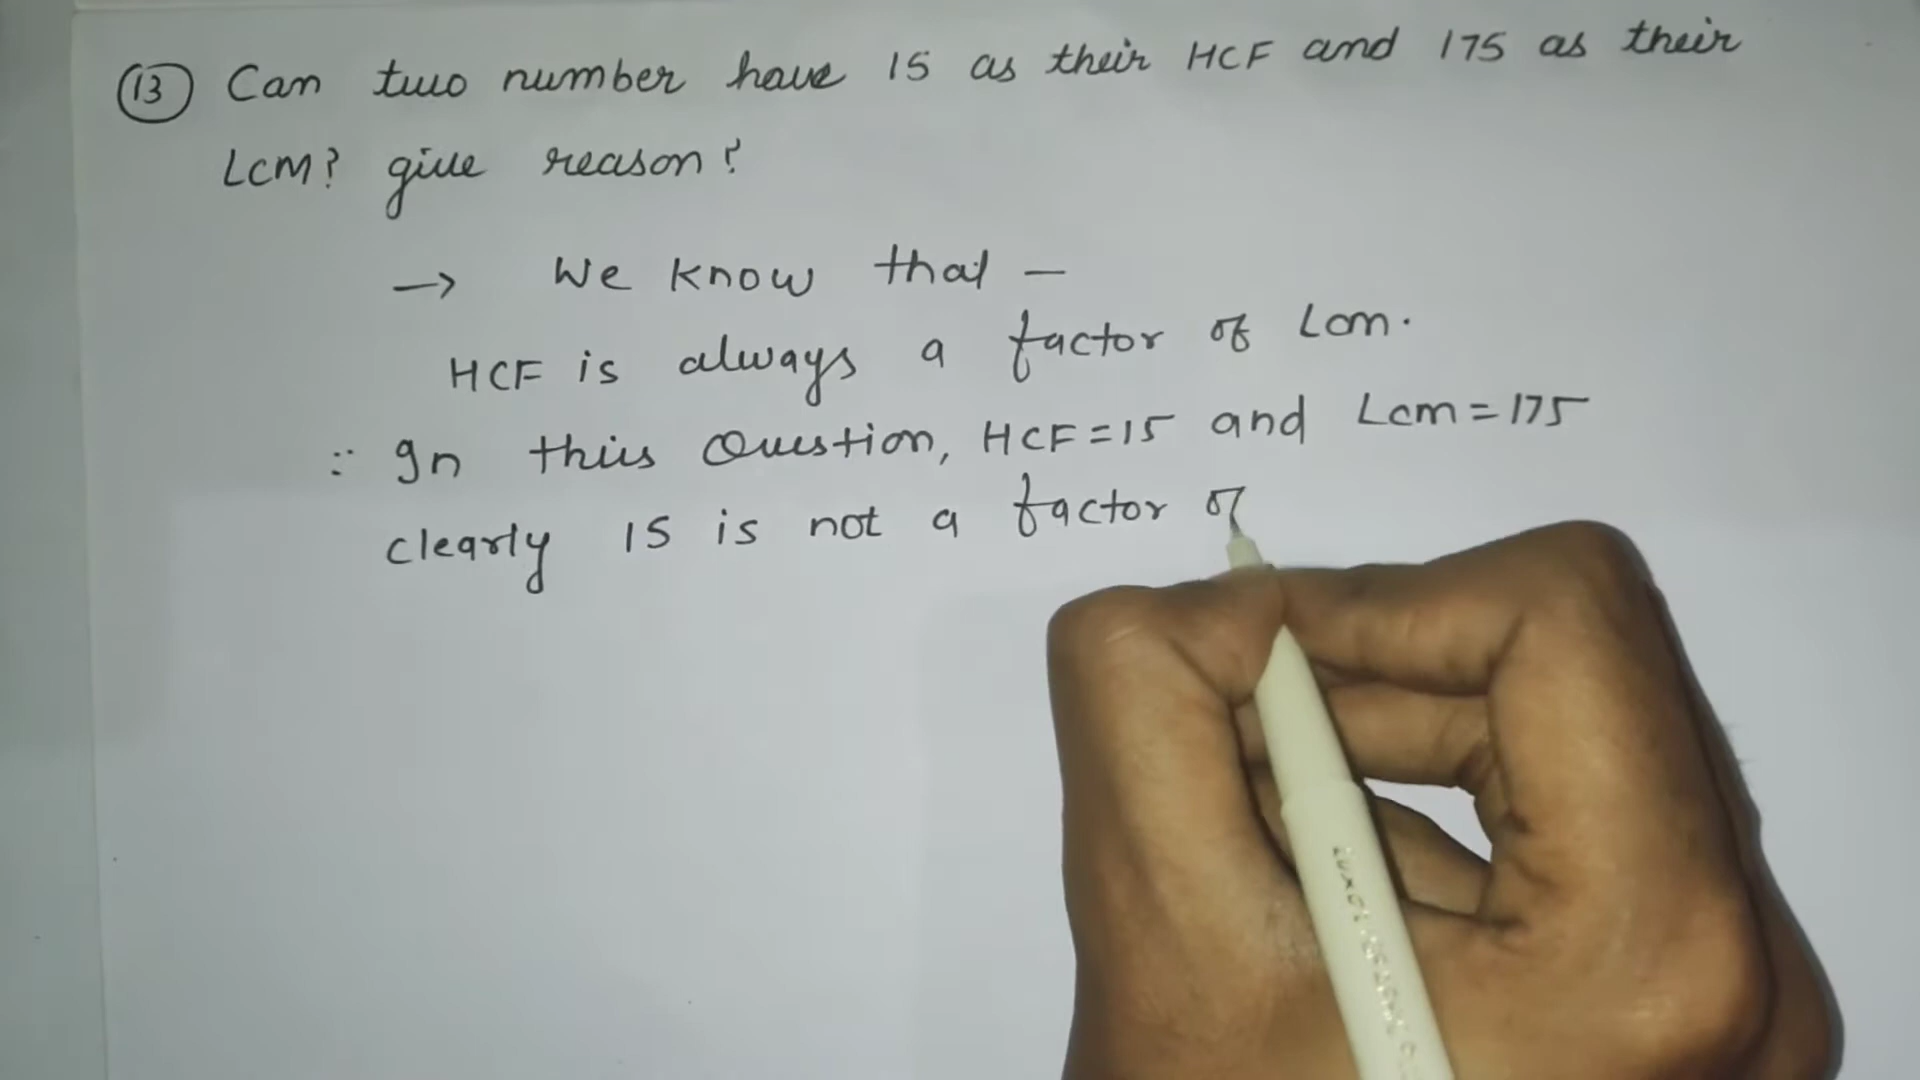 13 Can two number have 15 as their HCF and 175 as their
LCM? give reason?
→ We know that —
HCF is always a factor of Lcm.
∵ In this Question, HCF = 15 and Lcm = 175
clearly 15 is not a factor of